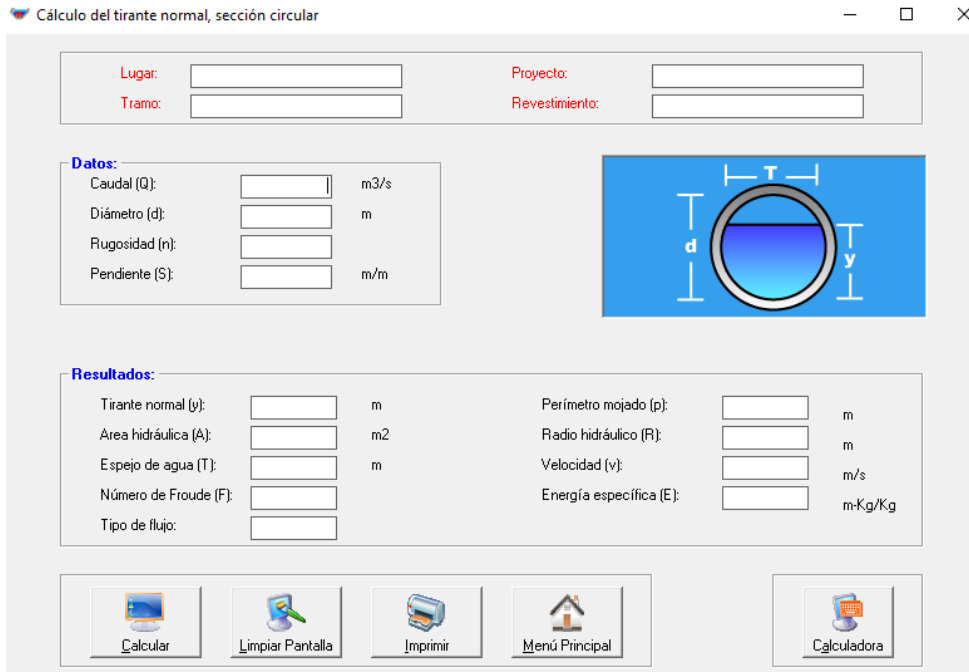 Cálculo del tirante normal, sección circular
Lugar: Proyecto:
Tramo: Revestimiento:
Datos:
Caudal (Q): m3/s
Diámetro (d): m
Rugosidad (n):
Pendiente (S): m/m
T
d
y
Resultados:
Tirante normal (y): m Perímetro mojado (p): m
Area hidráulica (A): m2 Radio hidráulico (R): m
Espejo de agua (T): m Velocidad (v): m/s
Número de Froude (F): Energía específica (E): m-Kg/Kg
Tipo de flujo:
Calcular Limpiar Pantalla Imprimir Menú Principal Calculadora